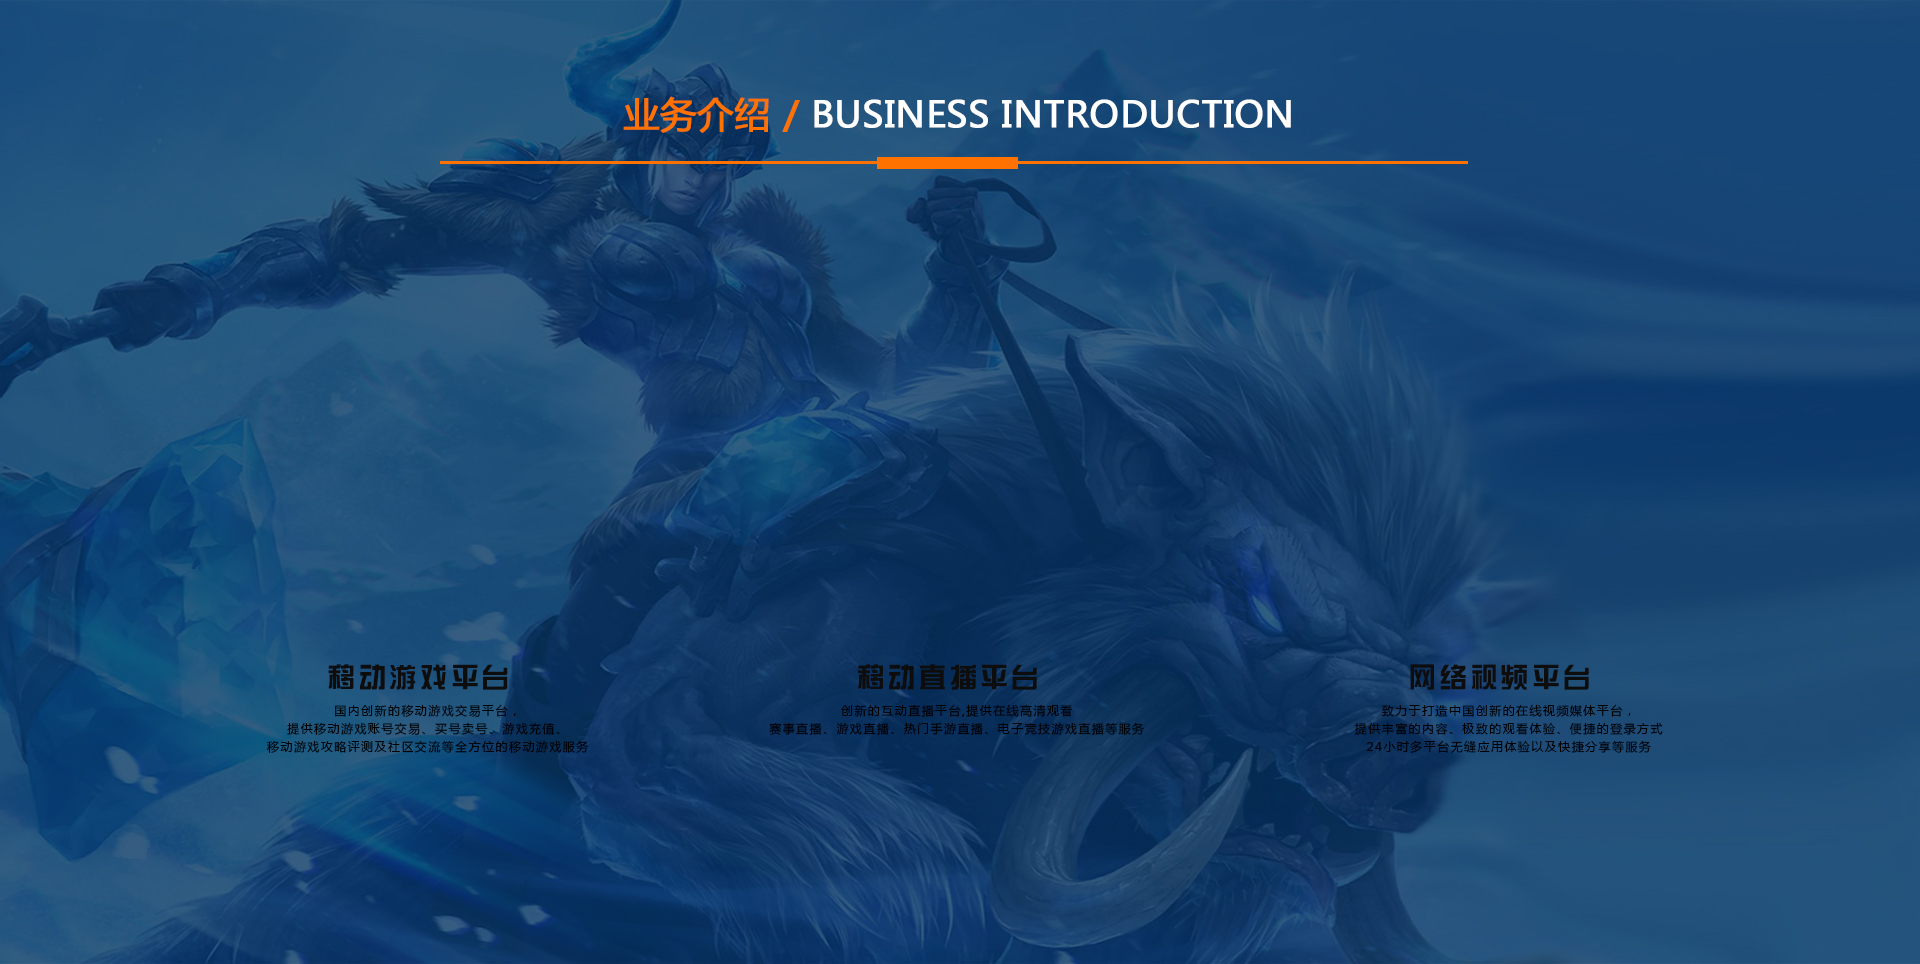 业务介绍 / BUSINESS INTRODUCTION
移动游戏平台
国内创新的移动游戏交易平台，
提供移动游戏账号交易、买号卖号、游戏充值、
移动游戏攻略评测及社区交流等全方位的移动游戏服务
移动直播平台
创新的互动直播平台,提供在线高清观看
赛事直播、游戏直播、热门手游直播、电子竞技游戏直播等服务
网络视频平台
致力于打造中国创新的在线视频媒体平台，
提供丰富的内容、极致的观看体验、便捷的登录方式
24小时多平台无缝应用体验以及快捷分享等服务